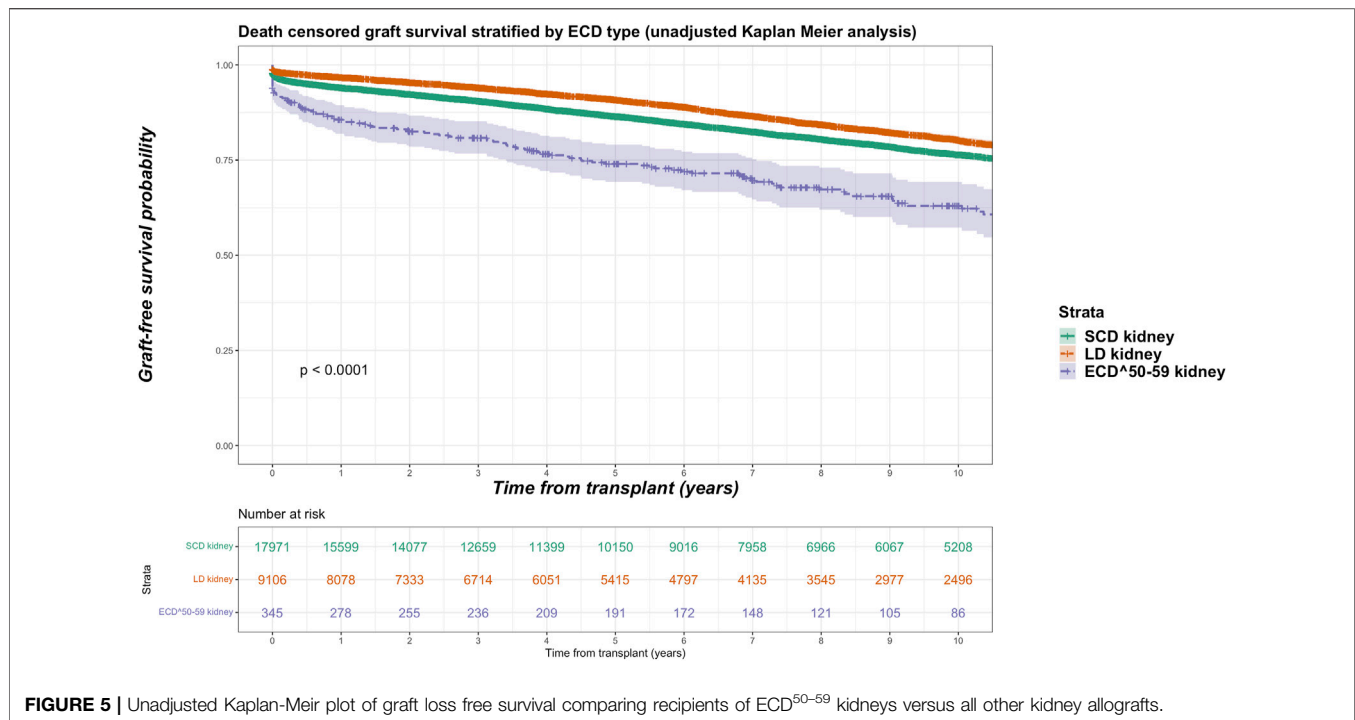 Death censored graft survival stratified by ECD type (unadjusted Kaplan Meier analysis)
Graft-free survival probability
1.00
0.75
0.50
0.25
0.00
p < 0.0001
0 1 2 3 4 5 6 7 8 9 10
Time from transplant (years)
Strata
SCD kidney
LD kidney
ECD^50-59 kidney
Number at risk
Strata
SCD kidney 17971 15599 14077 12659 11399 10150 9016 7958 6966 6067 5208
LD kidney 9106 8078 7333 6714 6051 5415 4797 4135 3545 2977 2496
ECD^50-59 kidney 345 278 255 236 209 191 172 148 121 105 86
0 1 2 3 4 5 6 7 8 9 10
Time from transplant (years)
FIGURE 5 | Unadjusted Kaplan-Meir plot of graft loss free survival comparing recipients of ECD⁵⁰⁻⁵⁹ kidneys versus all other kidney allografts.